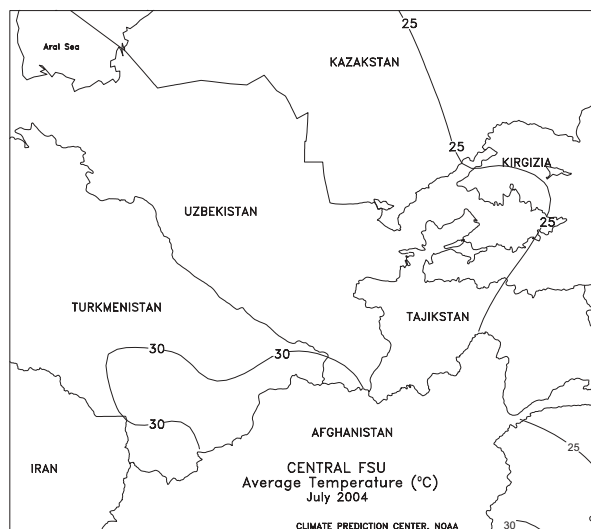 25
Aral Sea
KAZAKSTAN
25
KIRGIZIA
UZBEKISTAN
25
TURKMENISTAN
TAJIKSTAN
30
30
30
AFGHANISTAN
25
IRAN
CENTRAL FSU
Average Temperature (°C)
July 2004
30
CLIMATE PREDICTION CENTER, NOAA